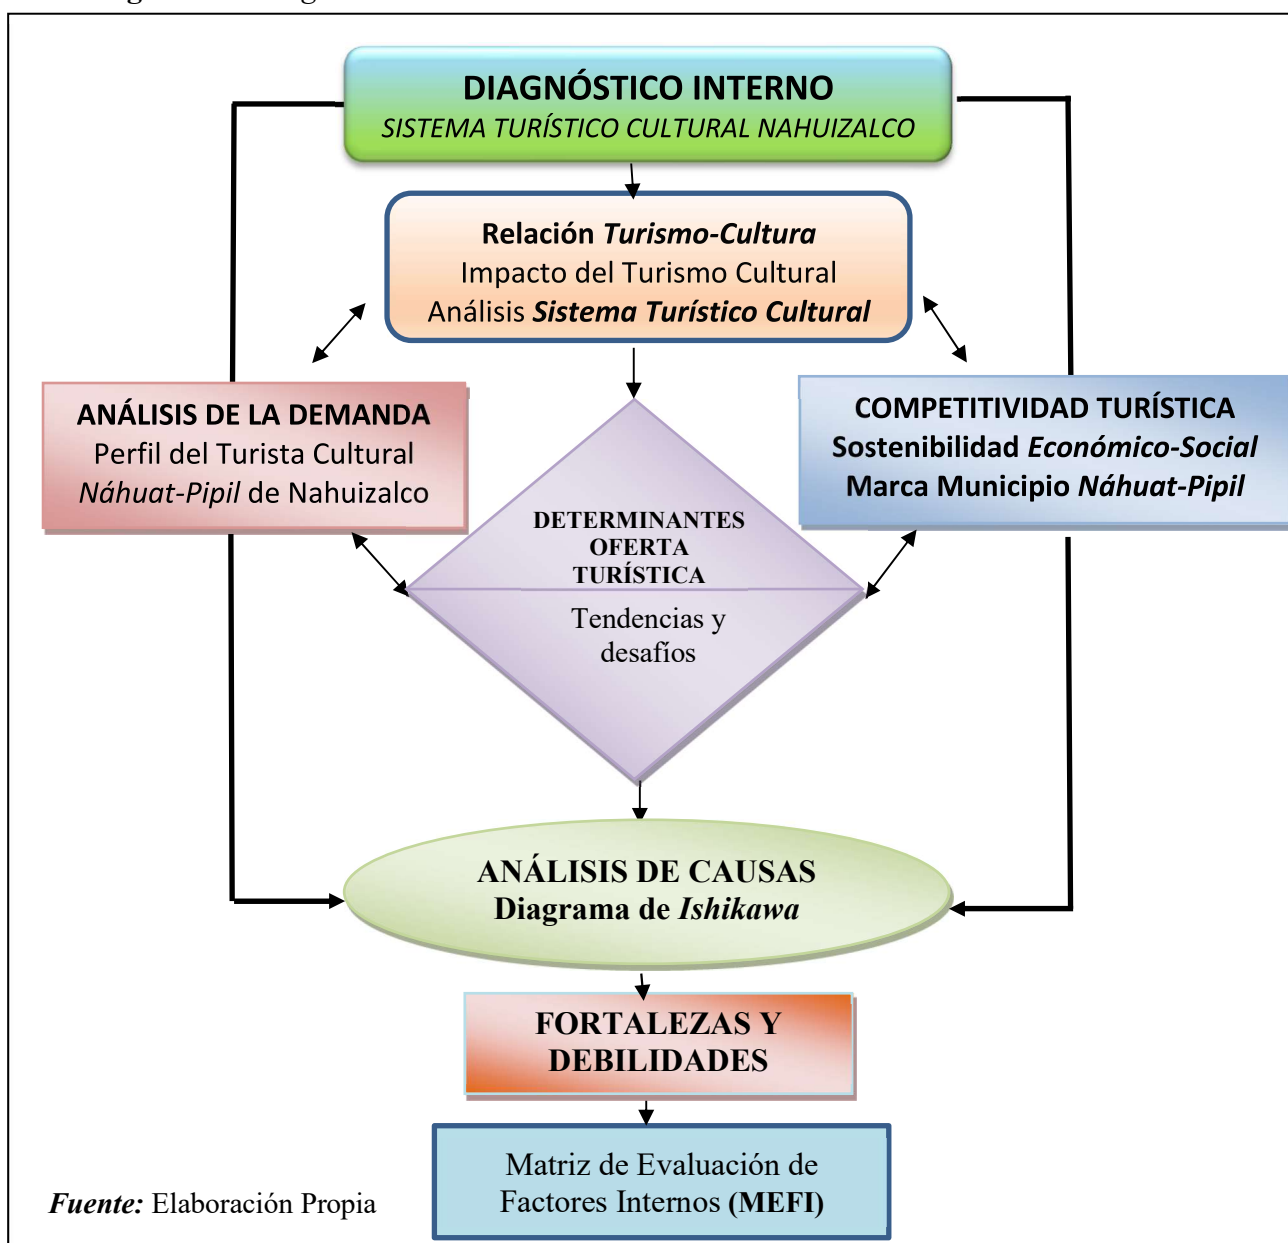 DIAGNÓSTICO INTERNO
SISTEMA TURÍSTICO CULTURAL NAHUIZALCO
Relación Turismo-Cultura
Impacto del Turismo Cultural
Análisis Sistema Turístico Cultural
ANÁLISIS DE LA DEMANDA
Perfil del Turista Cultural
Náhuat-Pipil de Nahuizalco
COMPETITIVIDAD TURÍSTICA
Sostenibilidad Económico-Social
Marca Municipio Náhuat-Pipil
DETERMINANTES
OFERTA
TURÍSTICA
Tendencias y
desafíos
ANÁLISIS DE CAUSAS
Diagrama de Ishikawa
FORTALEZAS Y
DEBILIDADES
Matriz de Evaluación de
Factores Internos (MEFI)
Fuente: Elaboración Propia